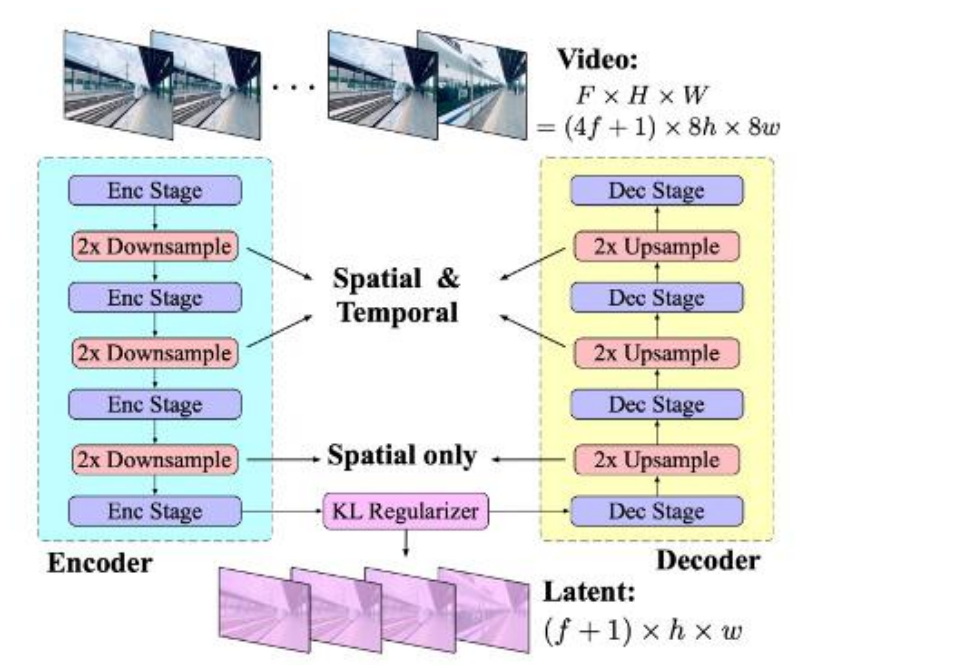 Video:
F × H × W
= (4f + 1) × 8h × 8w
Enc Stage
2x Downsample
Enc Stage
2x Downsample
Enc Stage
2x Downsample
Enc Stage
Encoder
Spatial &
Temporal
Spatial only
KL Regularizer
Dec Stage
2x Upsample
Dec Stage
2x Upsample
Dec Stage
2x Upsample
Dec Stage
Decoder
Latent:
(f + 1) × h × w